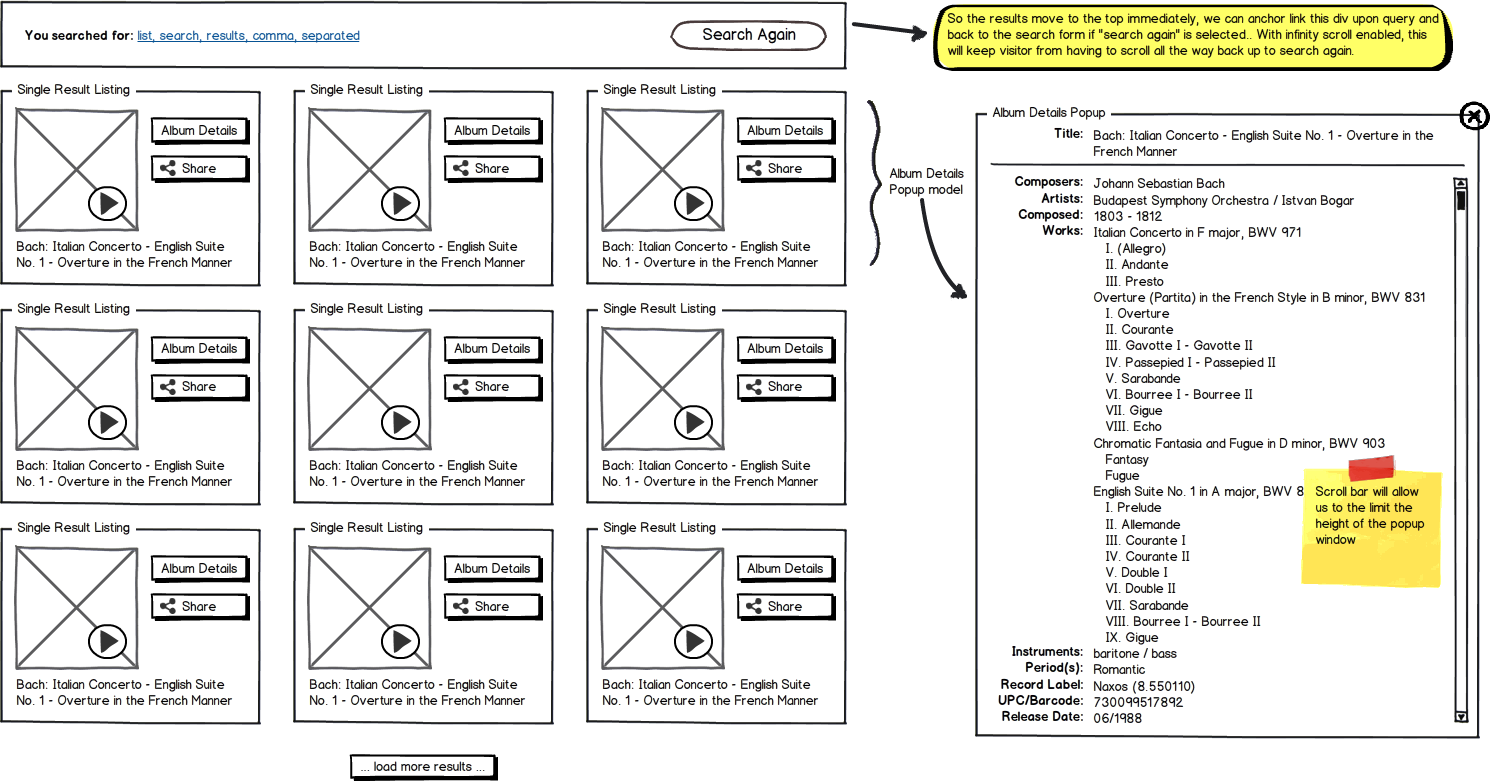 You searched for: list, search, results, comma, separated
Search Again
So the results move to the top immediately, we can anchor link this div upon query and
back to the search form if "search again" is selected.. With infinity scroll enabled, this
will keep visitor from having to scroll all the way back up to search again.
Single Result Listing
Album Details
Share
Bach: Italian Concerto - English Suite
No. 1 - Overture in the French Manner
Single Result Listing
Album Details
Share
Bach: Italian Concerto - English Suite
No. 1 - Overture in the French Manner
Single Result Listing
Album Details
Share
Bach: Italian Concerto - English Suite
No. 1 - Overture in the French Manner
Single Result Listing
Album Details
Share
Bach: Italian Concerto - English Suite
No. 1 - Overture in the French Manner
Single Result Listing
Album Details
Share
Bach: Italian Concerto - English Suite
No. 1 - Overture in the French Manner
Single Result Listing
Album Details
Share
Bach: Italian Concerto - English Suite
No. 1 - Overture in the French Manner
Single Result Listing
Album Details
Share
Bach: Italian Concerto - English Suite
No. 1 - Overture in the French Manner
Single Result Listing
Album Details
Share
Bach: Italian Concerto - English Suite
No. 1 - Overture in the French Manner
Single Result Listing
Album Details
Share
Bach: Italian Concerto - English Suite
No. 1 - Overture in the French Manner
... load more results ...
Album Details
Popup model
Album Details Popup
Title: Bach: Italian Concerto - English Suite No. 1 - Overture in the
French Manner
Composers: Johann Sebastian Bach
Artists: Budapest Symphony Orchestra / Istvan Bogar
Composed: 1803 - 1812
Works: Italian Concerto in F major, BWV 971
I. (Allegro)
II. Andante
III. Presto
Overture (Partita) in the French Style in B minor, BWV 831
I. Overture
II. Courante
III. Gavotte I - Gavotte II
IV. Passepied I - Passepied II
V. Sarabande
VI. Bourree I - Bourree II
VII. Gigue
VIII. Echo
Chromatic Fantasia and Fugue in D minor, BWV 903
Fantasy
Fugue
English Suite No. 1 in A major, BWV 8
I. Prelude
II. Allemande
III. Courante I
IV. Courante II
V. Double I
VI. Double II
VII. Sarabande
VIII. Bourree I - Bourree II
IX. Gigue
Instruments: baritone / bass
Period(s): Romantic
Record Label: Naxos (8.550110)
UPC/Barcode: 730099517892
Release Date: 06/1988
Scroll bar will allow
us to the limit the
height of the popup
window